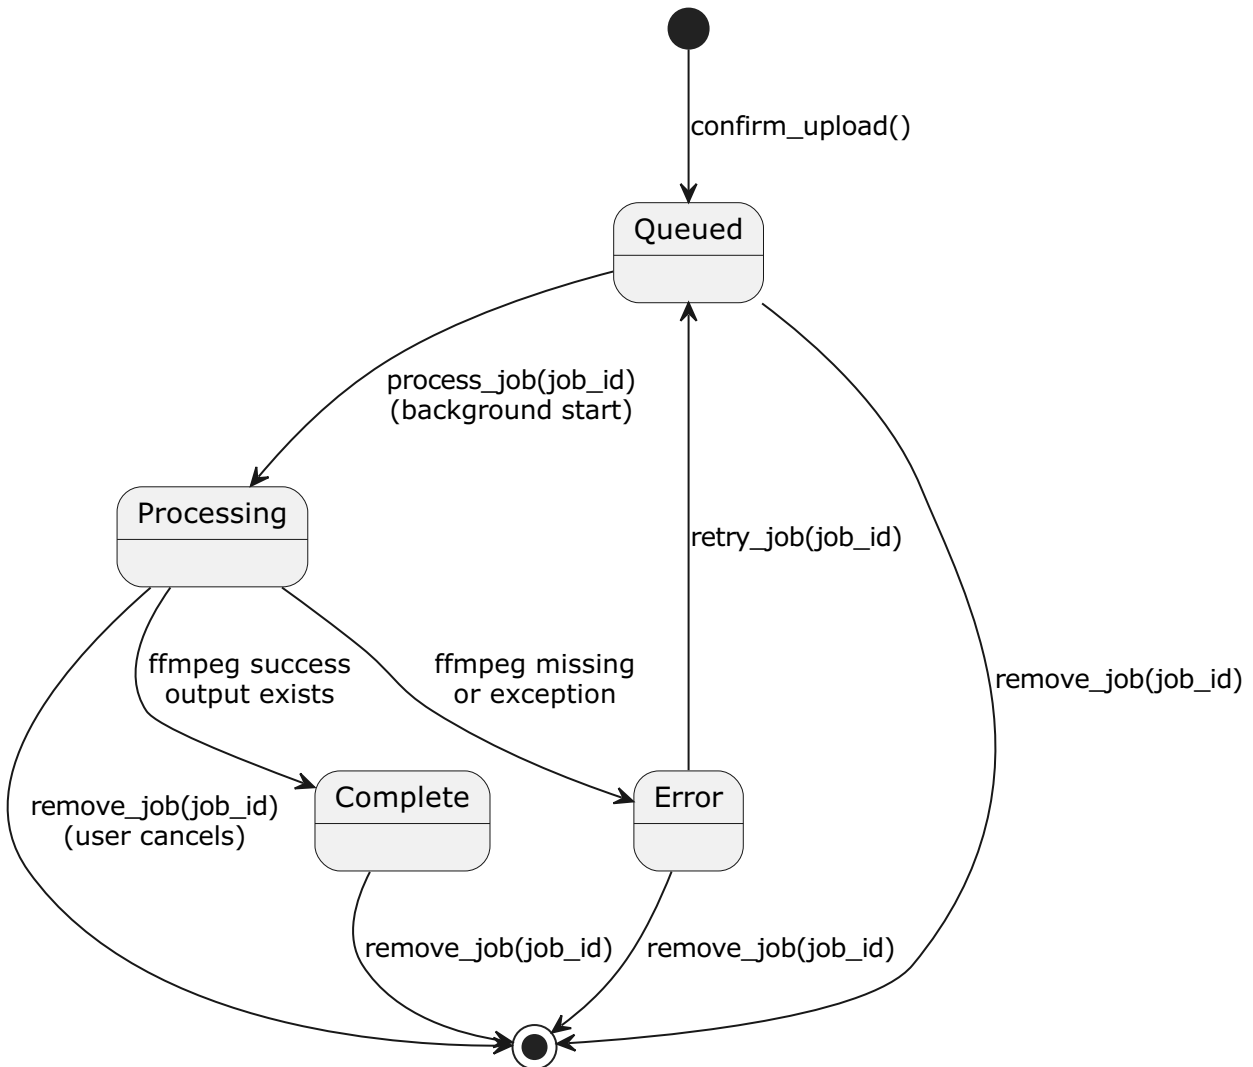 confirm_upload()
Queued
process_job(job_id)
(background start)
Processing
retry_job(job_id)
ffmpeg success
output exists
ffmpeg missing
or exception
remove_job(job_id)
Complete
Error
remove_job(job_id)
(user cancels)
remove_job(job_id)
remove_job(job_id)